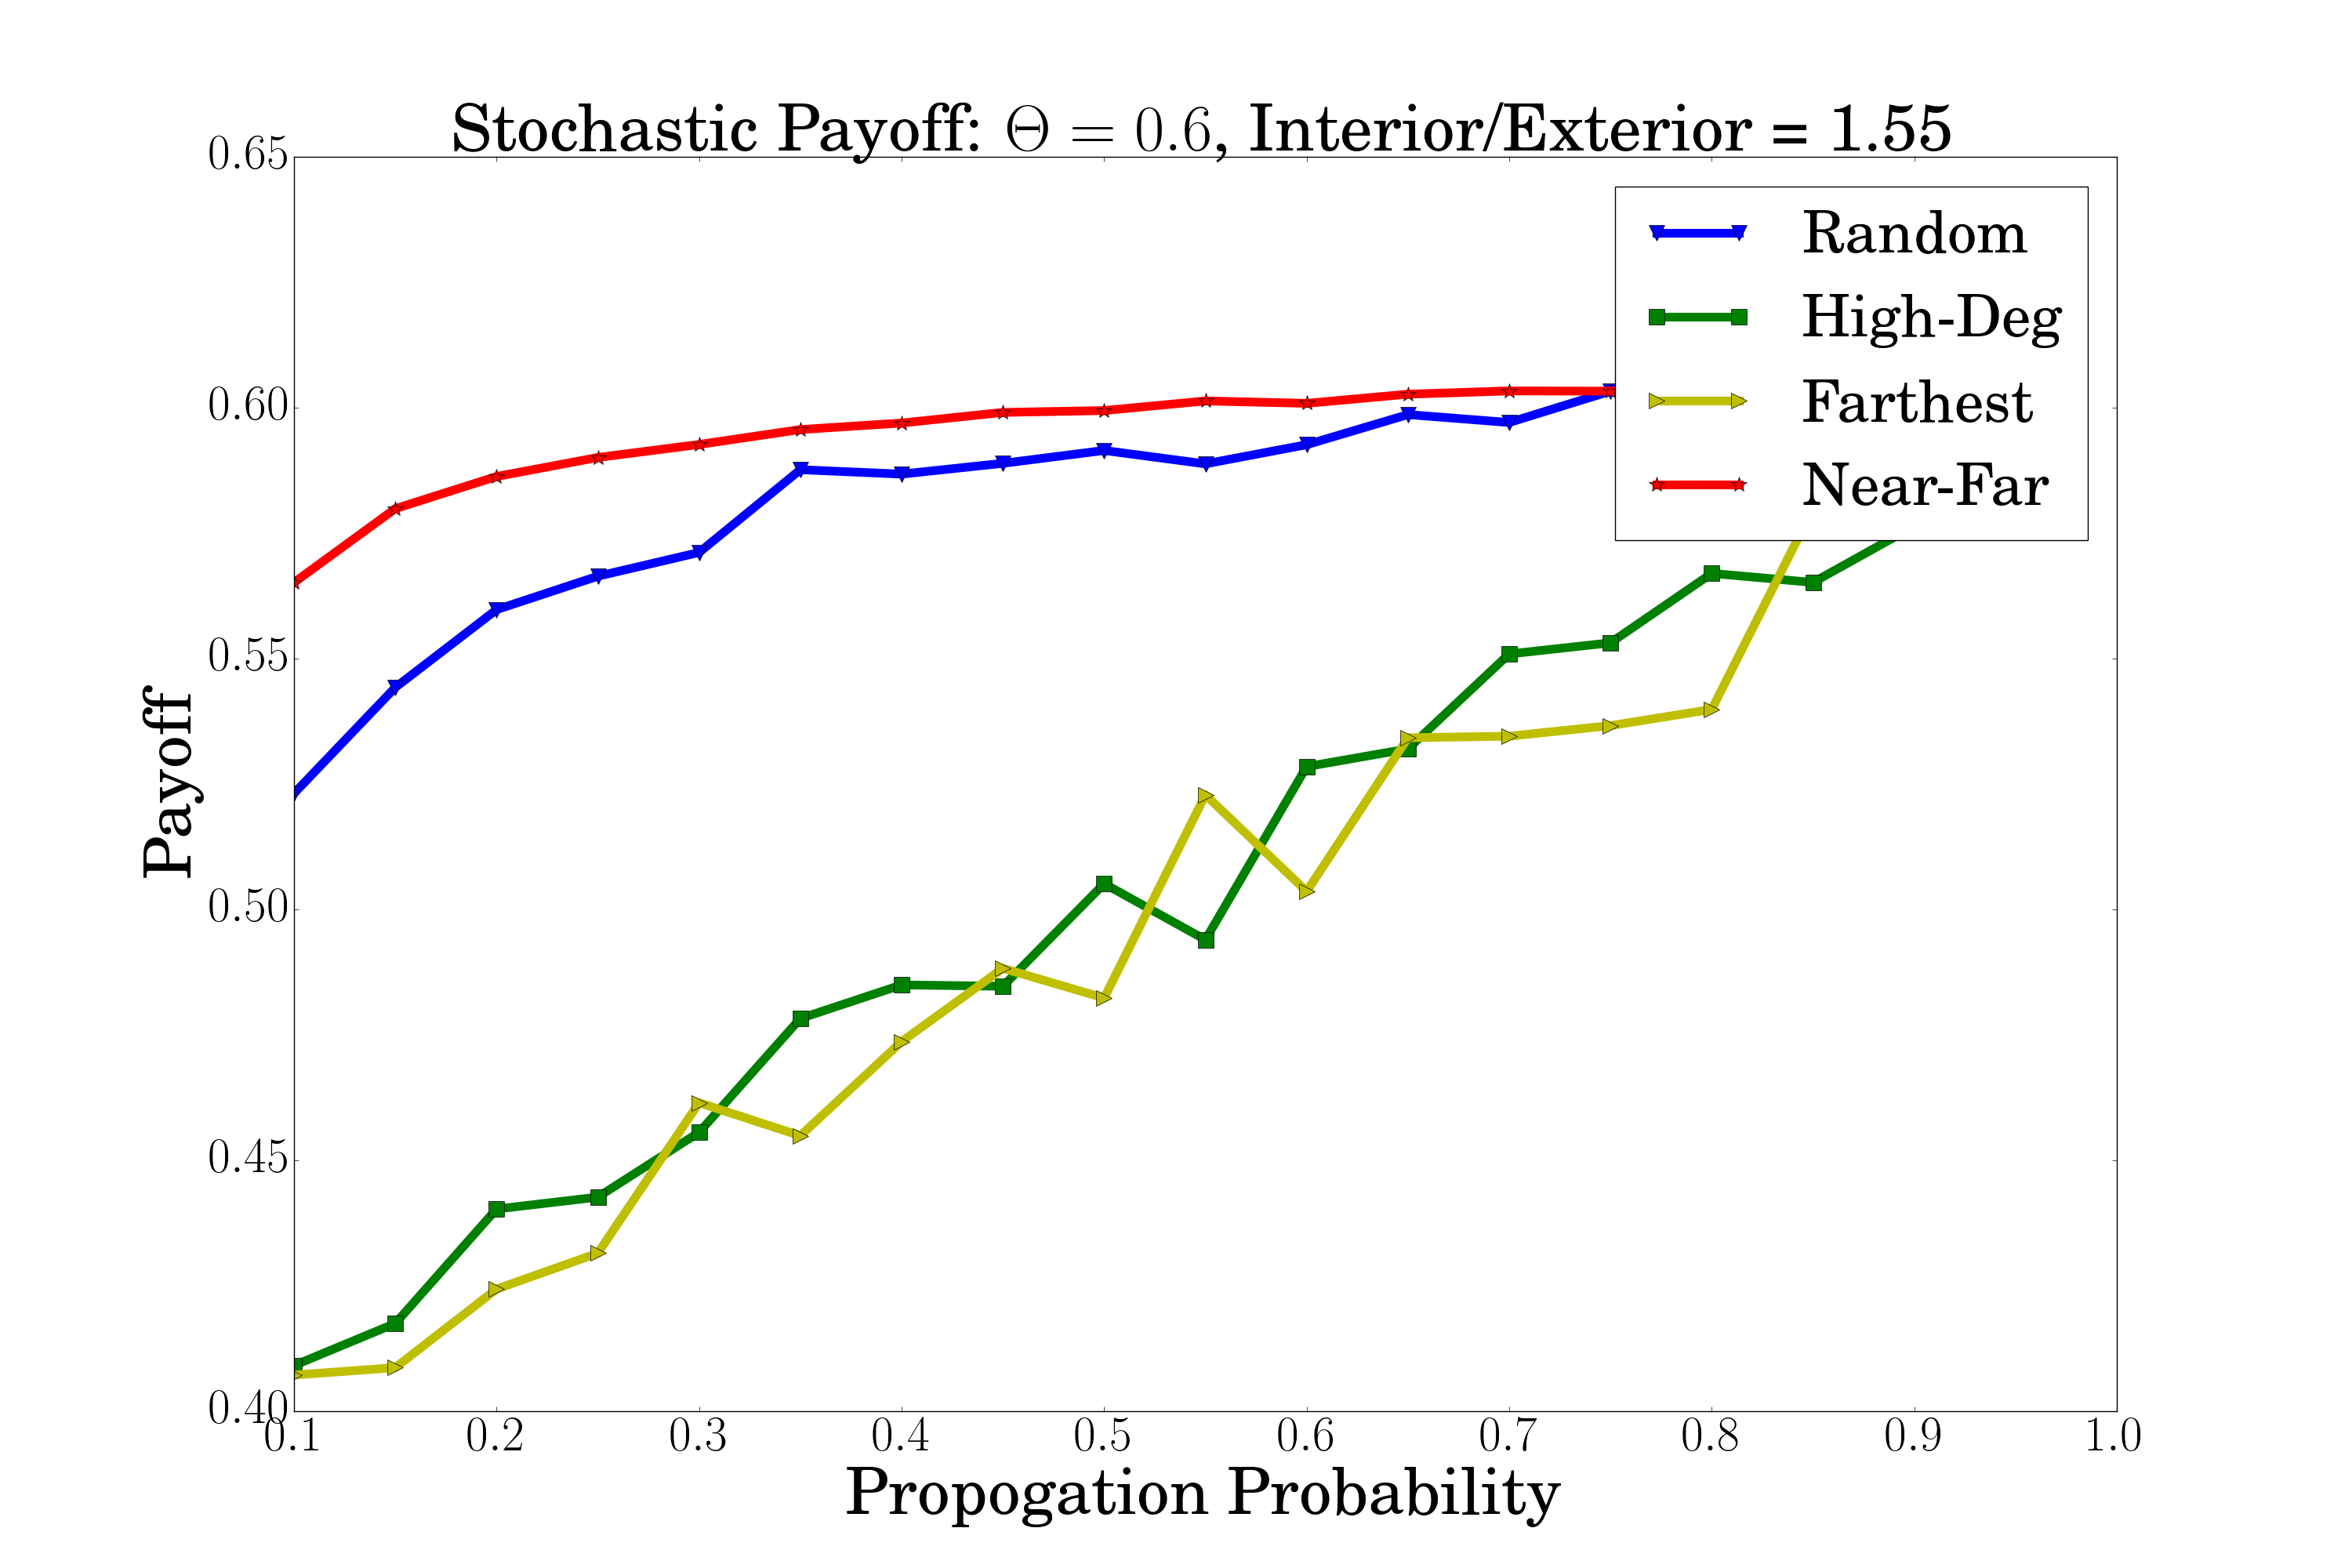 Stochastic Payoff: Θ = 0.6, Interior/Exterior = 1.55
0.65
0.60
0.55
0.50
0.45
0.40
Payoff
Random
High-Deg
Farthest
Near-Far
0.1 0.2 0.3 0.4 0.5 0.6 0.7 0.8 0.9 1.0
Propogation Probability